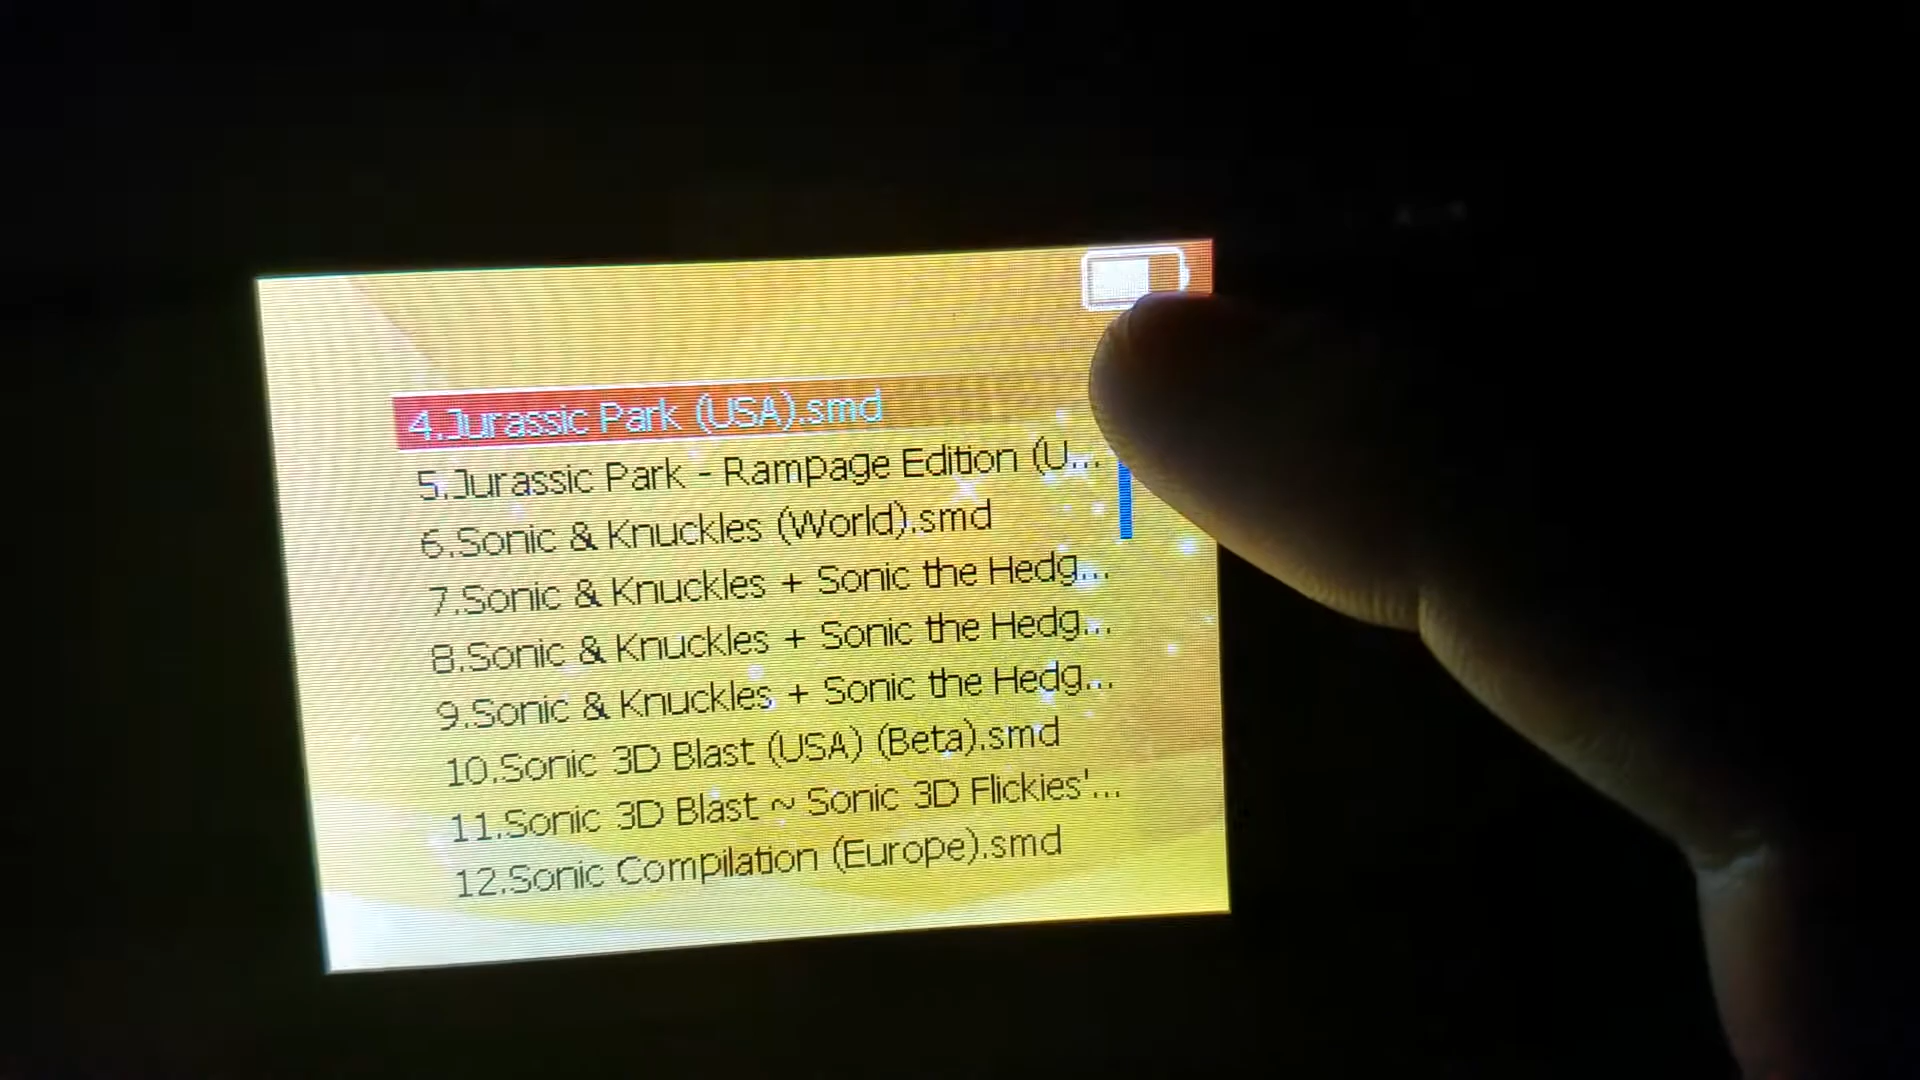 4.Jurassic Park (USA).smd
5.Jurassic Park - Rampage Edition (U...
6.Sonic & Knuckles (World).smd
7.Sonic & Knuckles + Sonic the Hedg...
8.Sonic & Knuckles + Sonic the Hedg...
9.Sonic & Knuckles + Sonic the Hedg...
10.Sonic 3D Blast (USA) (Beta).smd
11.Sonic 3D Blast ~ Sonic 3D Flickies'...
12.Sonic Compilation (Europe).smd